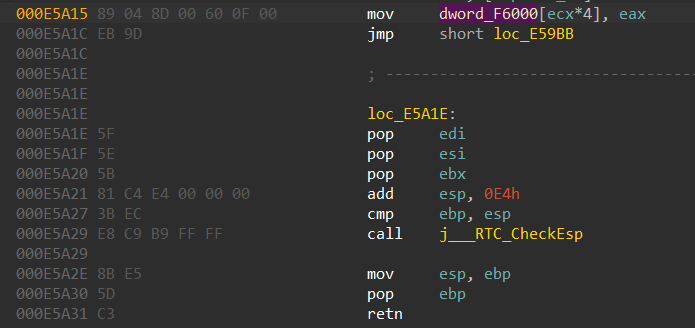 000E5A15 89 04 8D 00 60 0F 00 mov dword_F6000[ecx*4], eax
000E5A1C EB 9D jmp short loc_E59BB
000E5A1C
000E5A1E ; ---------------------------------
000E5A1E
000E5A1E loc_E5A1E:
000E5A1E 5F pop edi
000E5A1F 5E pop esi
000E5A20 5B pop ebx
000E5A21 81 C4 E4 00 00 00 add esp, 0E4h
000E5A27 3B EC cmp ebp, esp
000E5A29 E8 C9 B9 FF FF call j___RTC_CheckEsp
000E5A29
000E5A2E 8B E5 mov esp, ebp
000E5A30 5D pop ebp
000E5A31 C3 retn